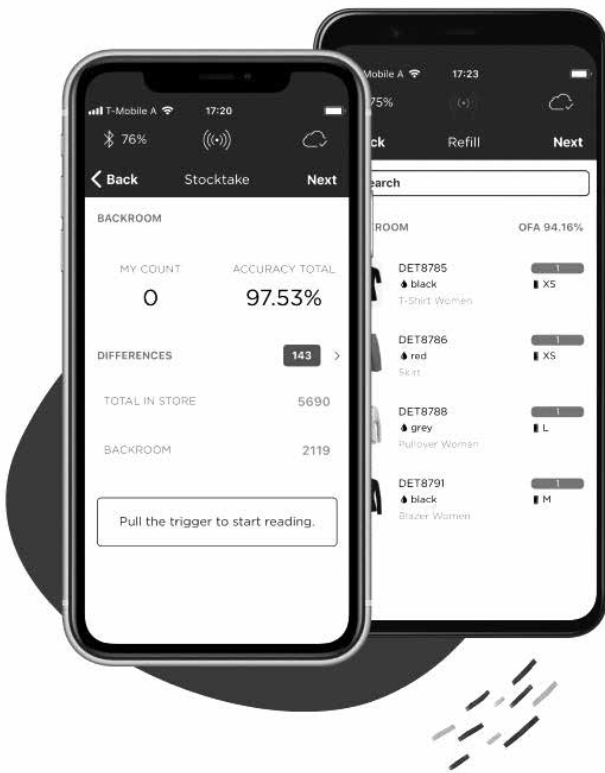 T-Mobile A 17:20
76%
Back Stocktake Next
BACKROOM
MY COUNT ACCURACY TOTAL
0 97.53%
DIFFERENCES 143 >
TOTAL IN STORE 5690
BACKROOM 2119
Pull the trigger to start reading.
Mobile A 17:23
75%
ck Refill Next
earch
ROOM OFA 94.16%
DET8785 1
black XS
T-Shirt Women
DET8786 1
red XS
Skirt
DET8788 1
grey L
Pullover Woman
DET8791 1
black M
Blazer Women